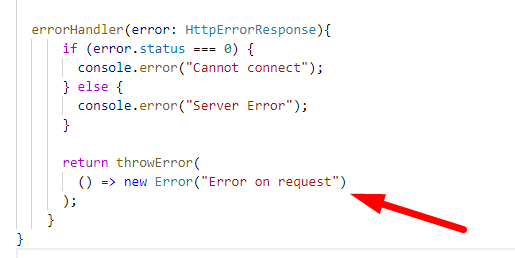 errorHandler(error: HttpErrorResponse){
if (error.status === 0) {
console.error("Cannot connect");
} else {
console.error("Server Error");
}
return throwError(
() => new Error("Error on request")
);
}
}